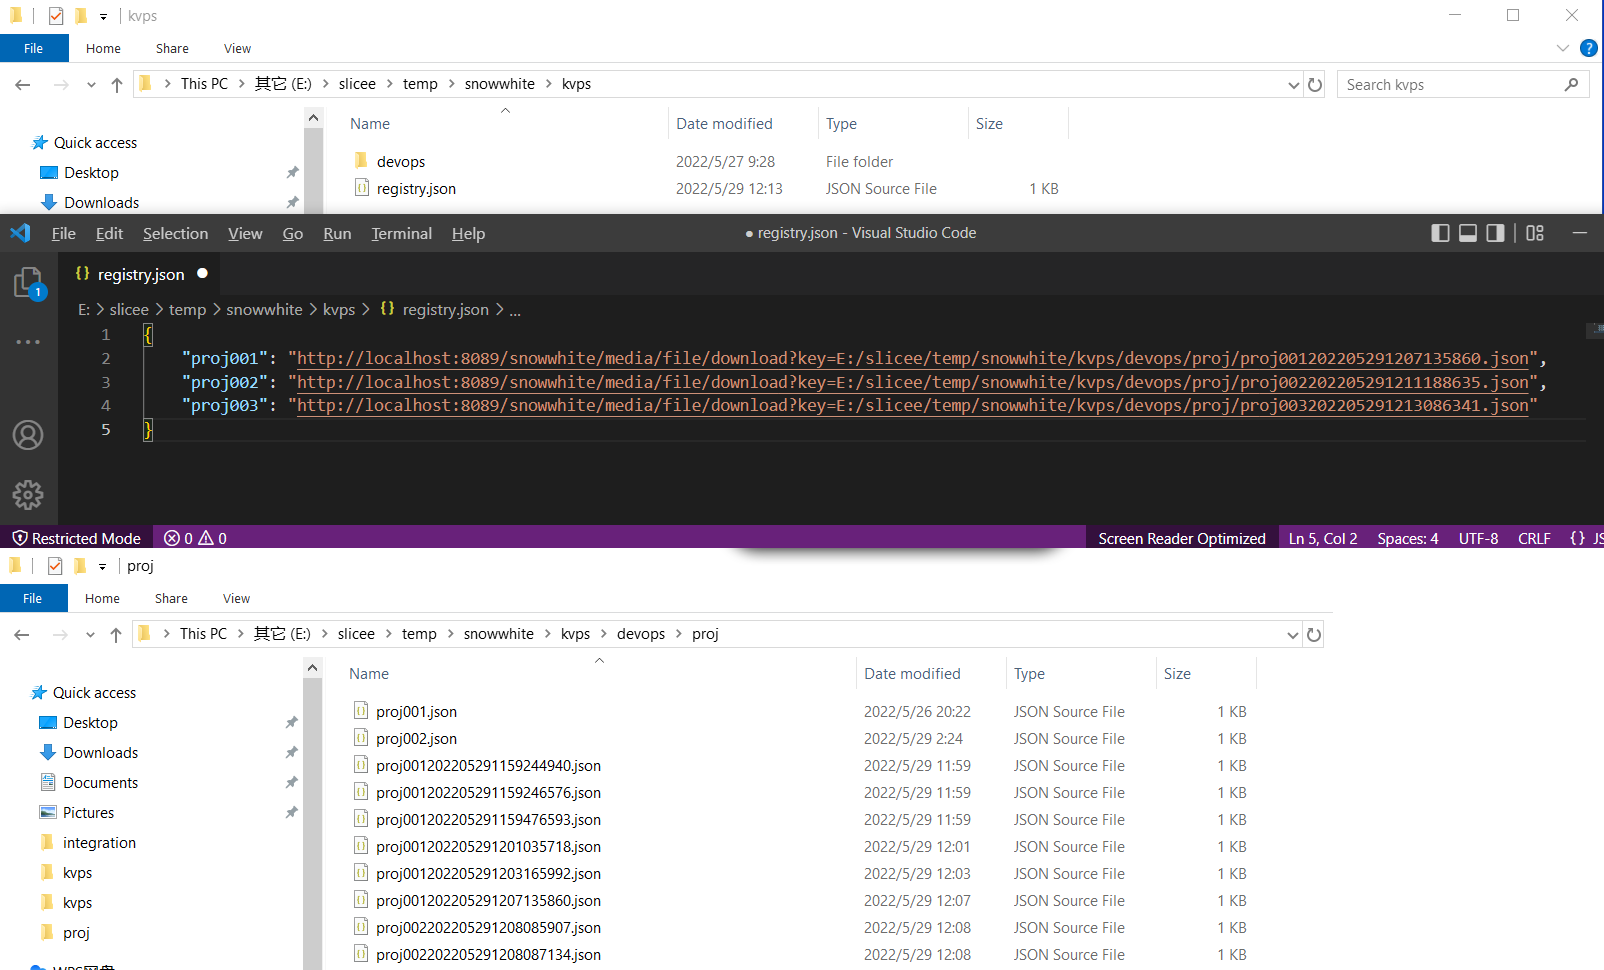 kvps
File Home Share View
This PC 其它 (E:) slicee temp snowwhite kvps
Search kvps
Name Date modified Type Size
Quick access
Desktop
Downloads
devops 2022/5/27 9:28 File folder
registry.json 2022/5/29 12:13 JSON Source File 1 KB
File Edit Selection View Go Run Terminal Help
● registry.json - Visual Studio Code
1
{} registry.json ●
E: > slicee > temp > snowwhite > kvps > {} registry.json > ...
1 {
2 "proj001": "http://localhost:8089/snowwhite/media/file/download?key=E:/slicee/temp/snowwhite/kvps/devops/proj/proj001202205291207135860.json",
3 "proj002": "http://localhost:8089/snowwhite/media/file/download?key=E:/slicee/temp/snowwhite/kvps/devops/proj/proj002202205291211188635.json",
4 "proj003": "http://localhost:8089/snowwhite/media/file/download?key=E:/slicee/temp/snowwhite/kvps/devops/proj/proj003202205291213086341.json"
5 }
Restricted Mode 0 0 Screen Reader Optimized Ln 5, Col 2 Spaces: 4 UTF-8 CRLF {} JS
proj
File Home Share View
This PC 其它 (E:) slicee temp snowwhite kvps devops proj
Name Date modified Type Size
Quick access
Desktop
Downloads
Documents
Pictures
integration
kvps
kvps
proj
proj001.json 2022/5/26 20:22 JSON Source File 1 KB
proj002.json 2022/5/29 2:24 JSON Source File 1 KB
proj001202205291159244940.json 2022/5/29 11:59 JSON Source File 1 KB
proj001202205291159246576.json 2022/5/29 11:59 JSON Source File 1 KB
proj001202205291159476593.json 2022/5/29 11:59 JSON Source File 1 KB
proj001202205291201035718.json 2022/5/29 12:01 JSON Source File 1 KB
proj001202205291203165992.json 2022/5/29 12:03 JSON Source File 1 KB
proj001202205291207135860.json 2022/5/29 12:07 JSON Source File 1 KB
proj002202205291208085907.json 2022/5/29 12:08 JSON Source File 1 KB
proj002202205291208087134.json 2022/5/29 12:08 JSON Source File 1 KB